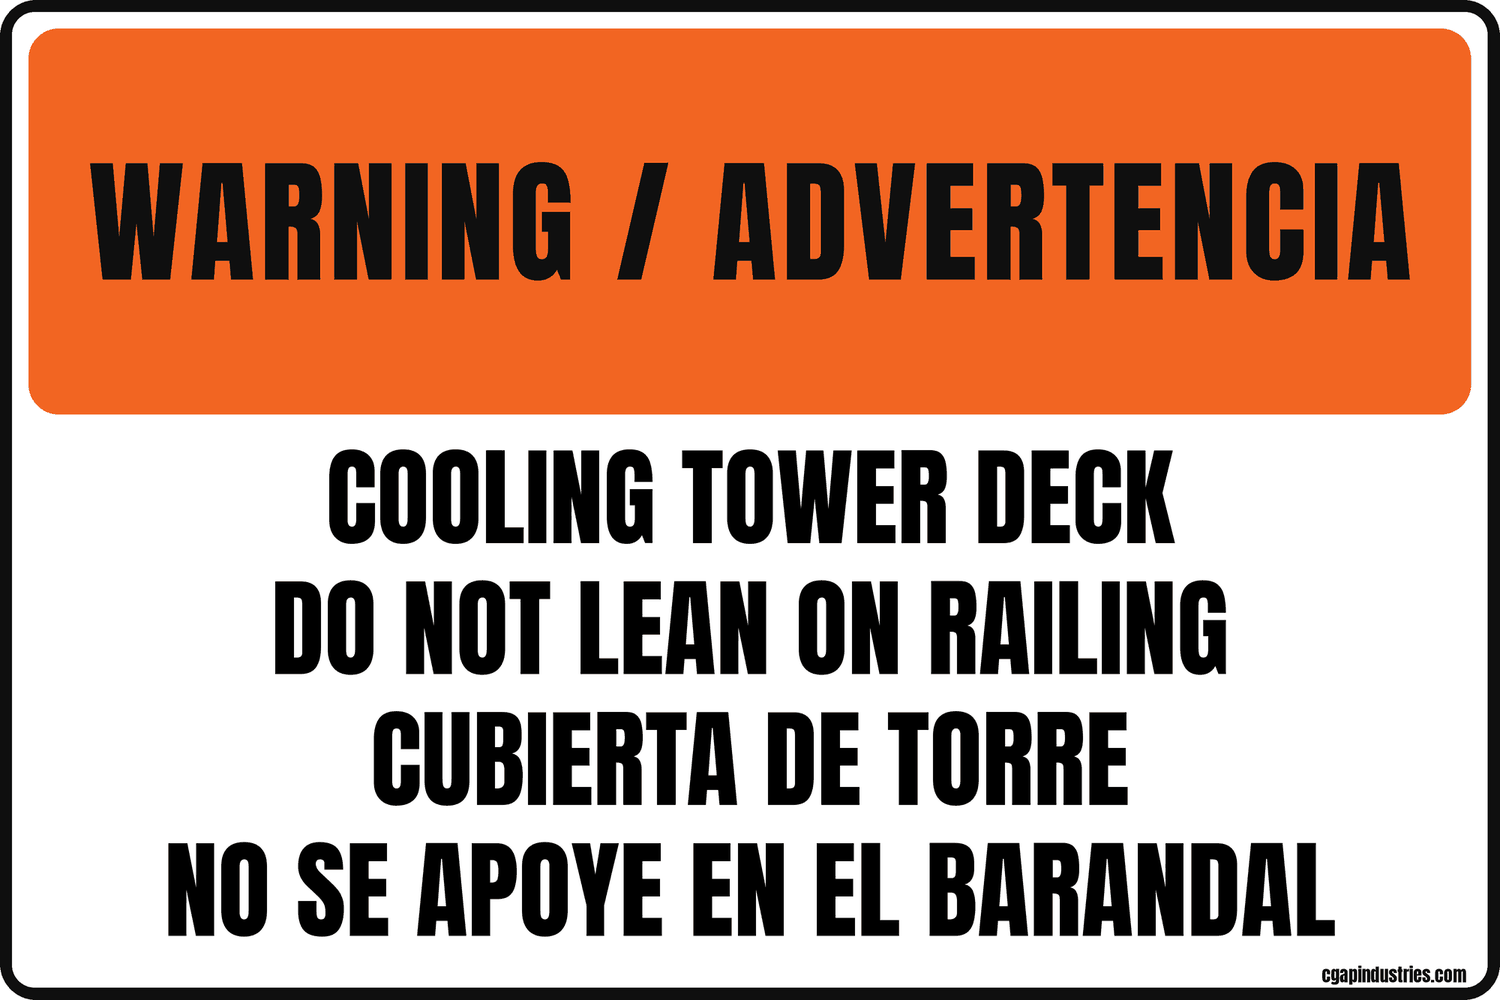 WARNING / ADVERTENCIA
COOLING TOWER DECK
DO NOT LEAN ON RAILING
CUBIERTA DE TORRE
NO SE APOYE EN EL BARANDAL
cgapindustries.com